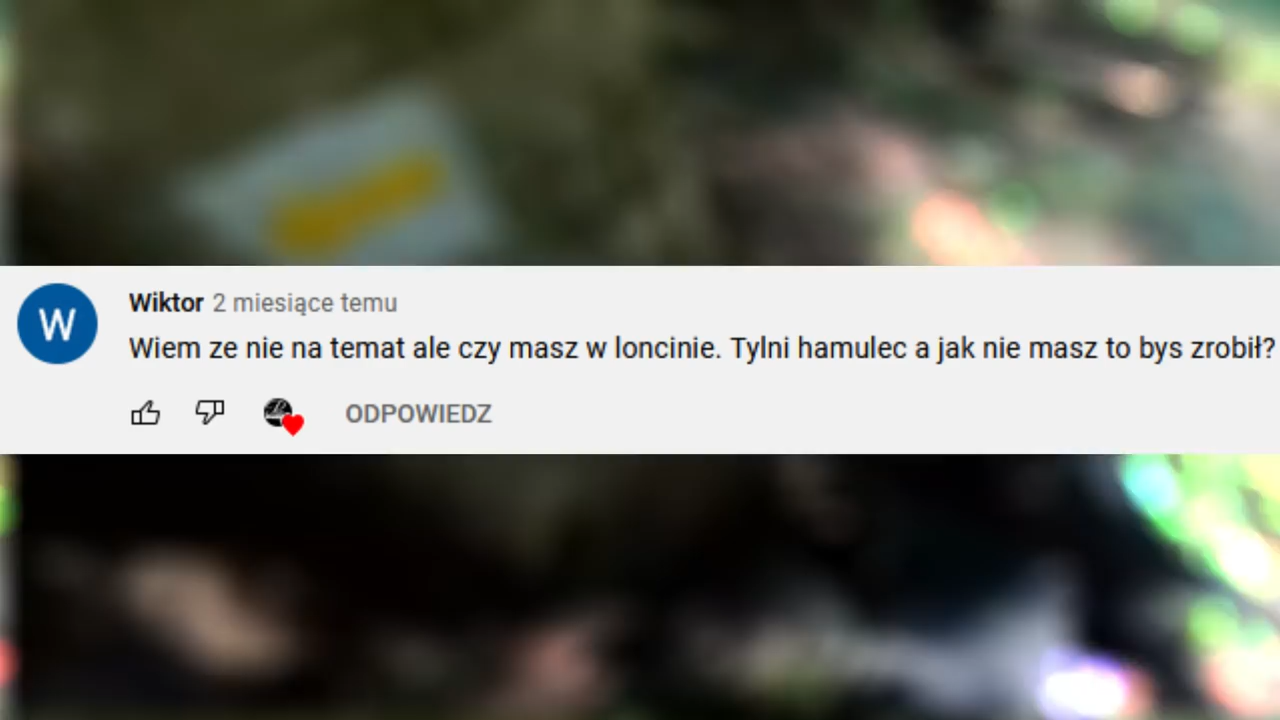 W
Wiktor 2 miesiące temu
Wiem ze nie na temat ale czy masz w loncinie. Tylni hamulec a jak nie masz to bys zrobił?
ODPOWIEDZ